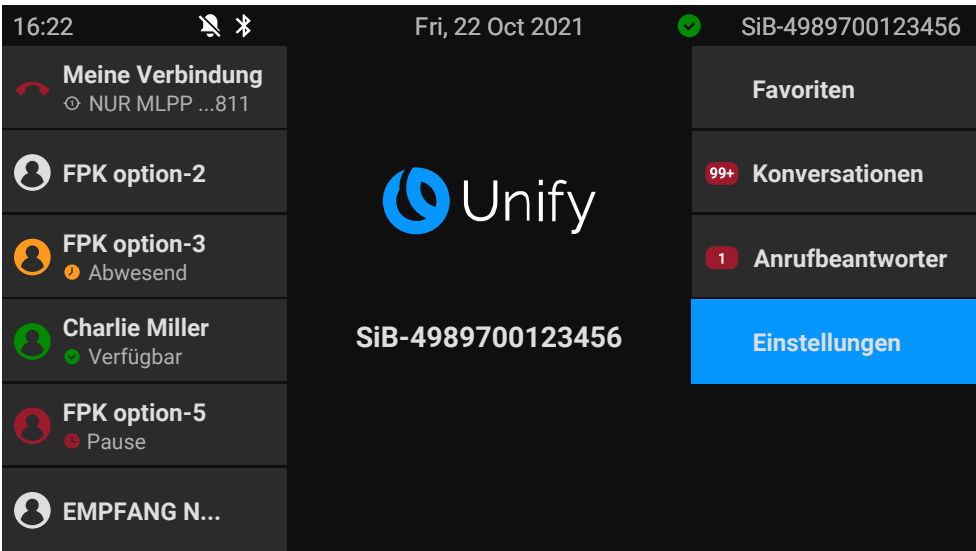 16:22
Fri, 22 Oct 2021
SiB-4989700123456
Meine Verbindung
NUR MLPP ...811
FPK option-2
FPK option-3
Abwesend
Charlie Miller
Verfügbar
FPK option-5
Pause
EMPFANG N...
Unify
SiB-4989700123456
Favoriten
99+ Konversationen
1 Anrufbeantworter
Einstellungen